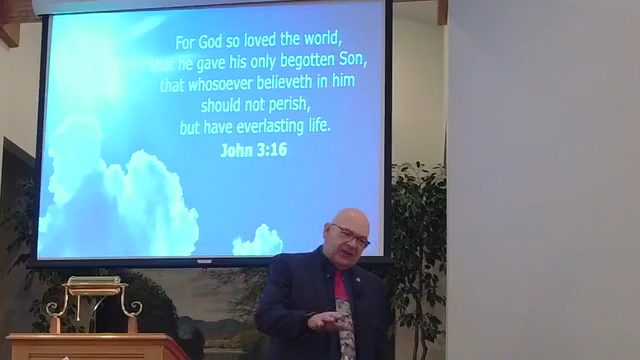 For God so loved the world,
that he gave his only begotten Son,
that whosoever believeth in him
should not perish,
but have everlasting life.
John 3:16